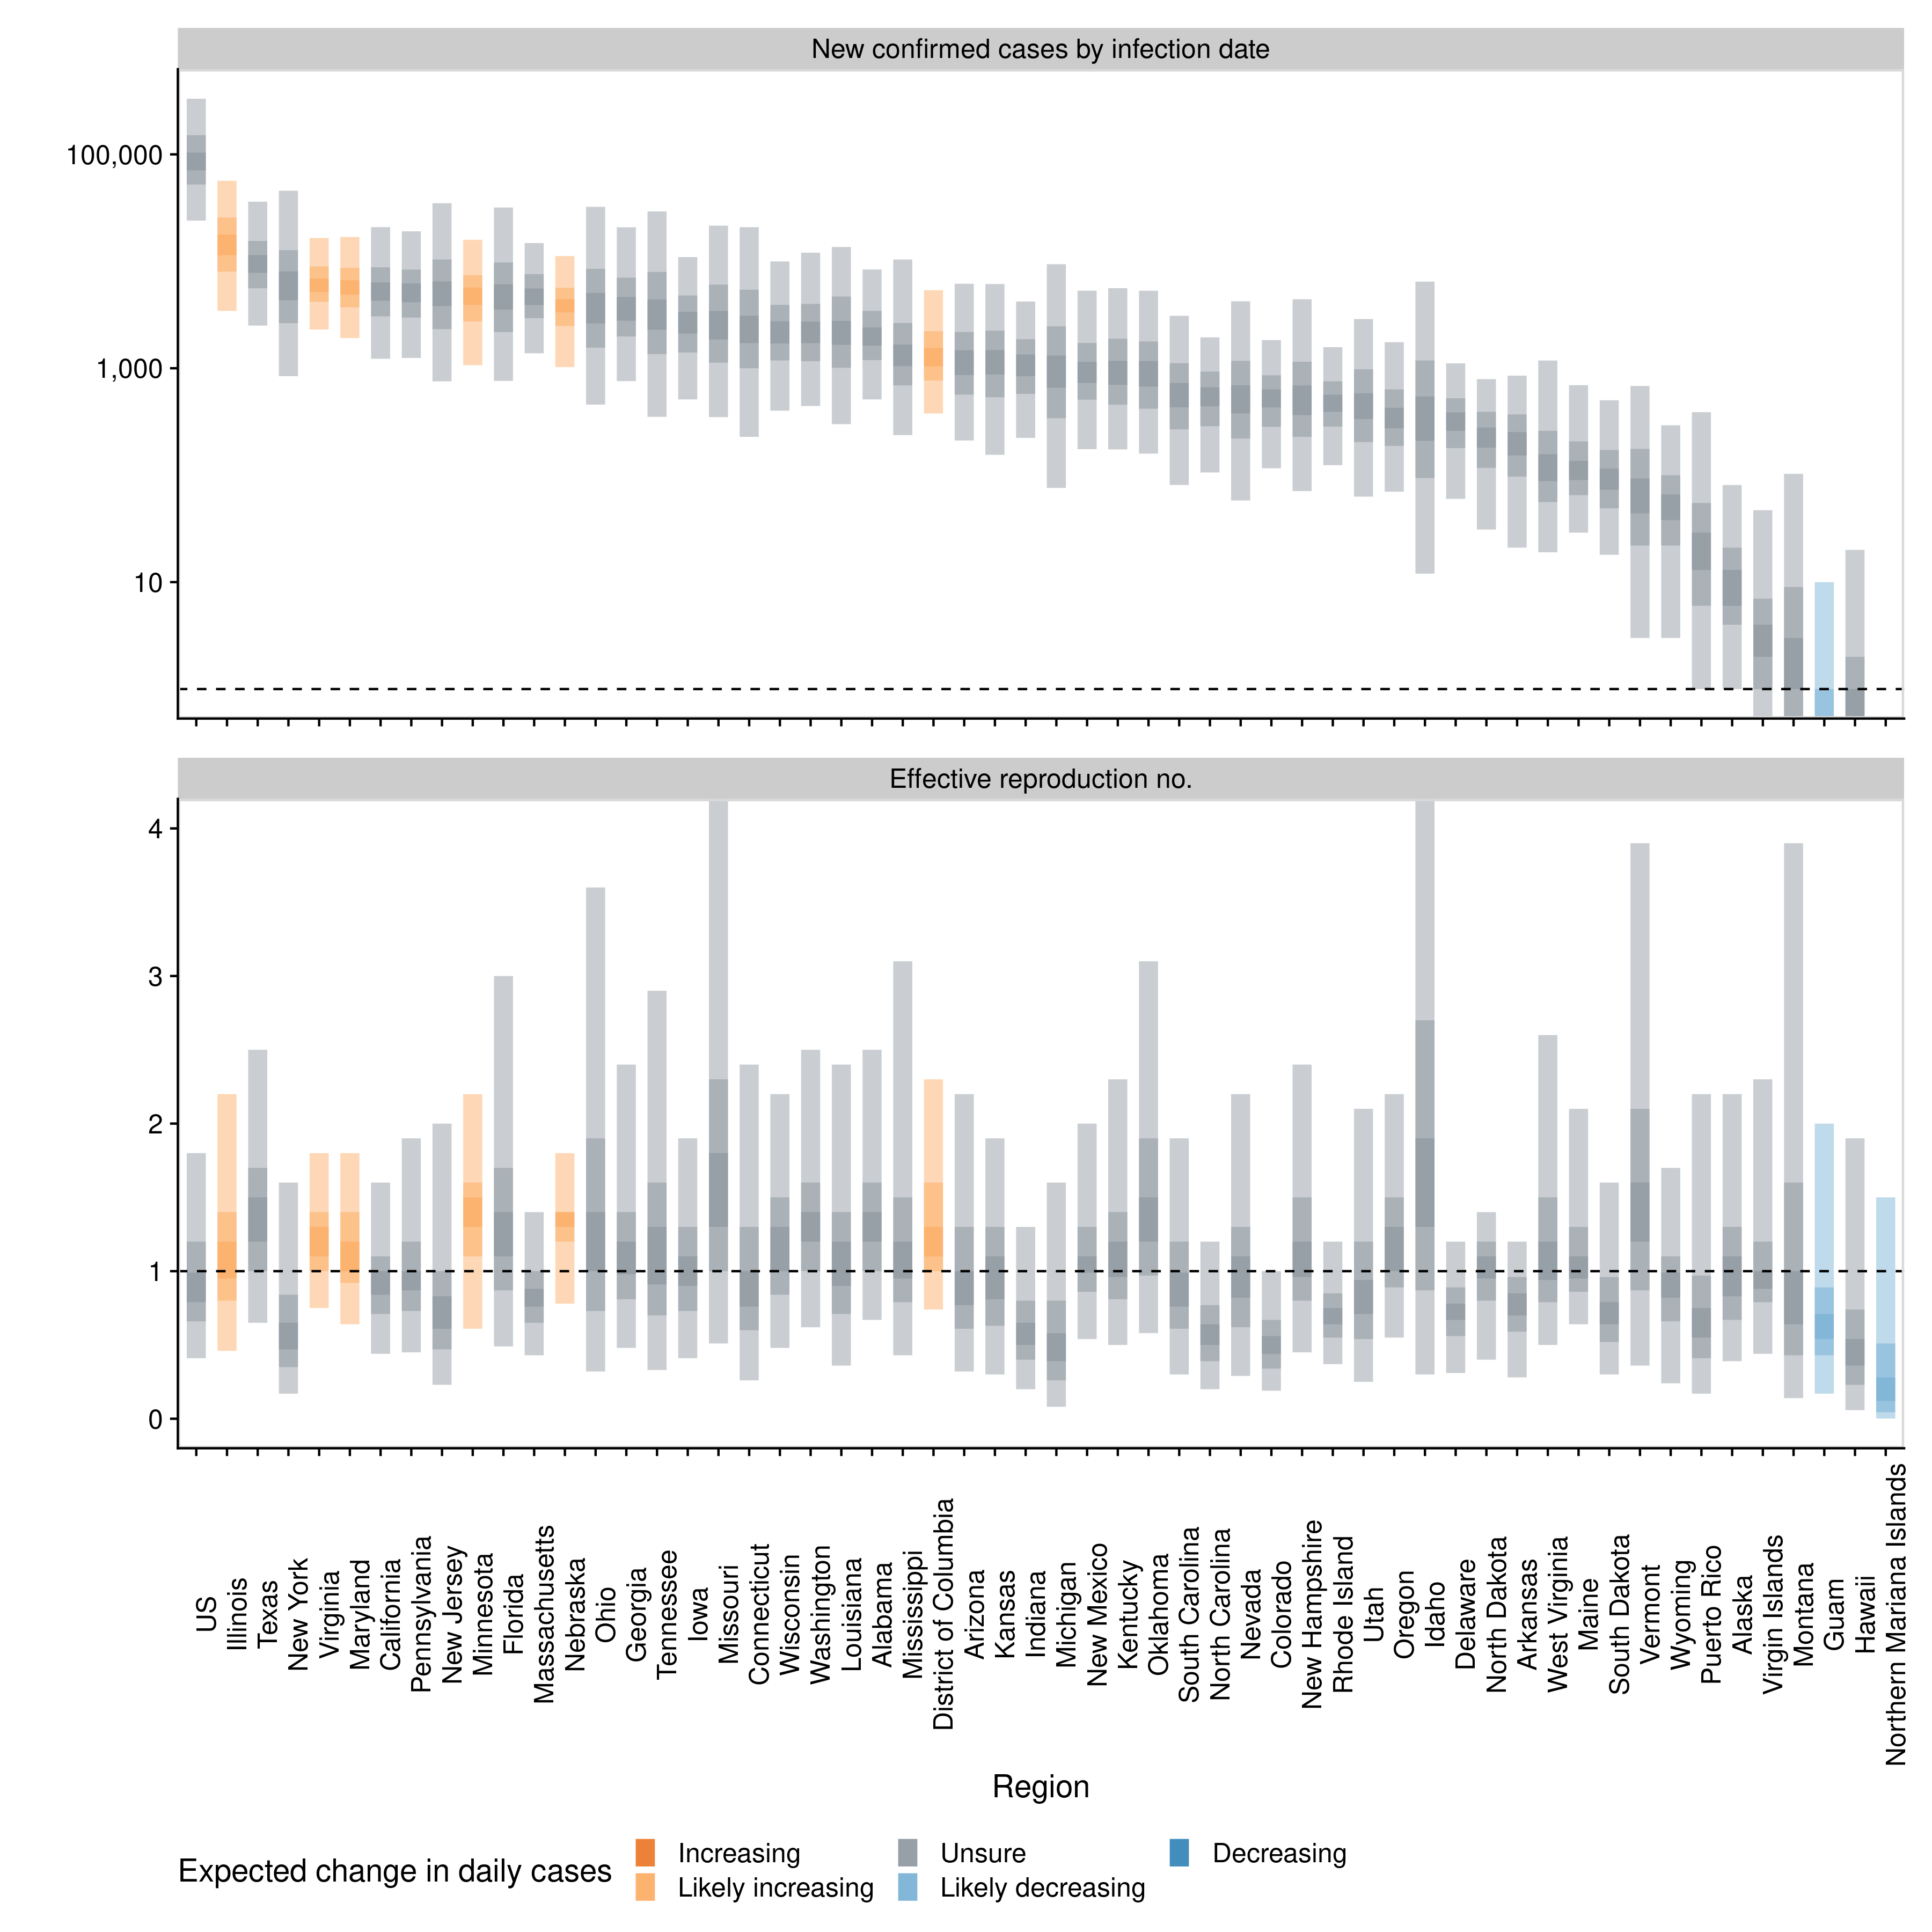 New confirmed cases by infection date
100,000
1,000
10
Effective reproduction no.
4
3
2
1
0
US
Illinois
Texas
New York
Virginia
Maryland
California
Pennsylvania
New Jersey
Minnesota
Florida
Massachusetts
Nebraska
Ohio
Georgia
Tennessee
Iowa
Missouri
Connecticut
Wisconsin
Washington
Louisiana
Alabama
Mississippi
District of Columbia
Arizona
Kansas
Indiana
Michigan
New Mexico
Kentucky
Oklahoma
South Carolina
North Carolina
Nevada
Colorado
New Hampshire
Rhode Island
Utah
Oregon
Idaho
Delaware
North Dakota
Arkansas
West Virginia
Maine
South Dakota
Vermont
Wyoming
Puerto Rico
Alaska
Virgin Islands
Montana
Guam
Hawaii
Northern Mariana Islands
Region
Expected change in daily cases
Increasing
Likely increasing
Unsure
Likely decreasing
Decreasing